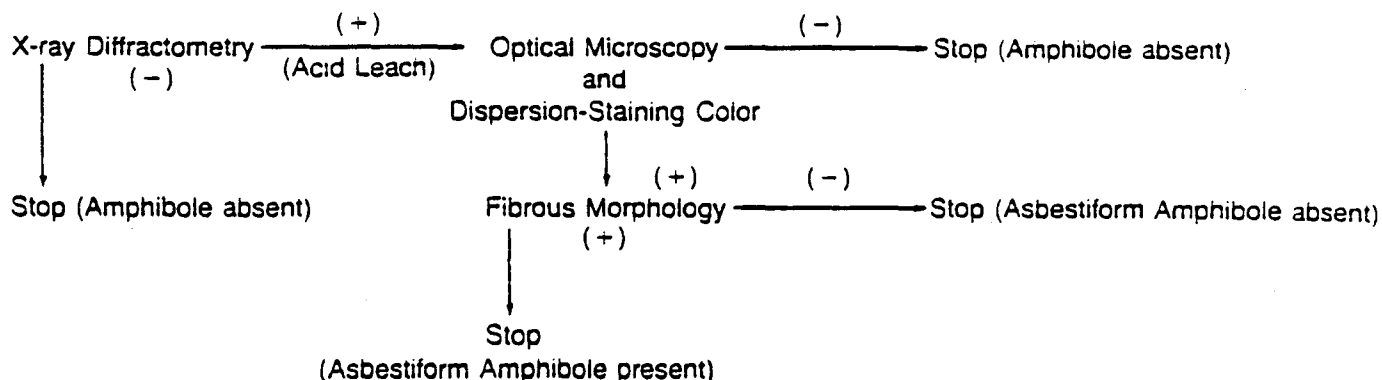 (+)
(-)
X-ray Diffractometry
Optical Microscopy
Stop (Amphibole absent)
(-)
(Acid Leach)
and
Dispersion-Staining Color
(+)
(-)
Stop (Amphibole absent)
Fibrous Morphology
Stop (Asbestiform Amphibole absent)
(+)
Stop
(Asbestiform Amphibole present)